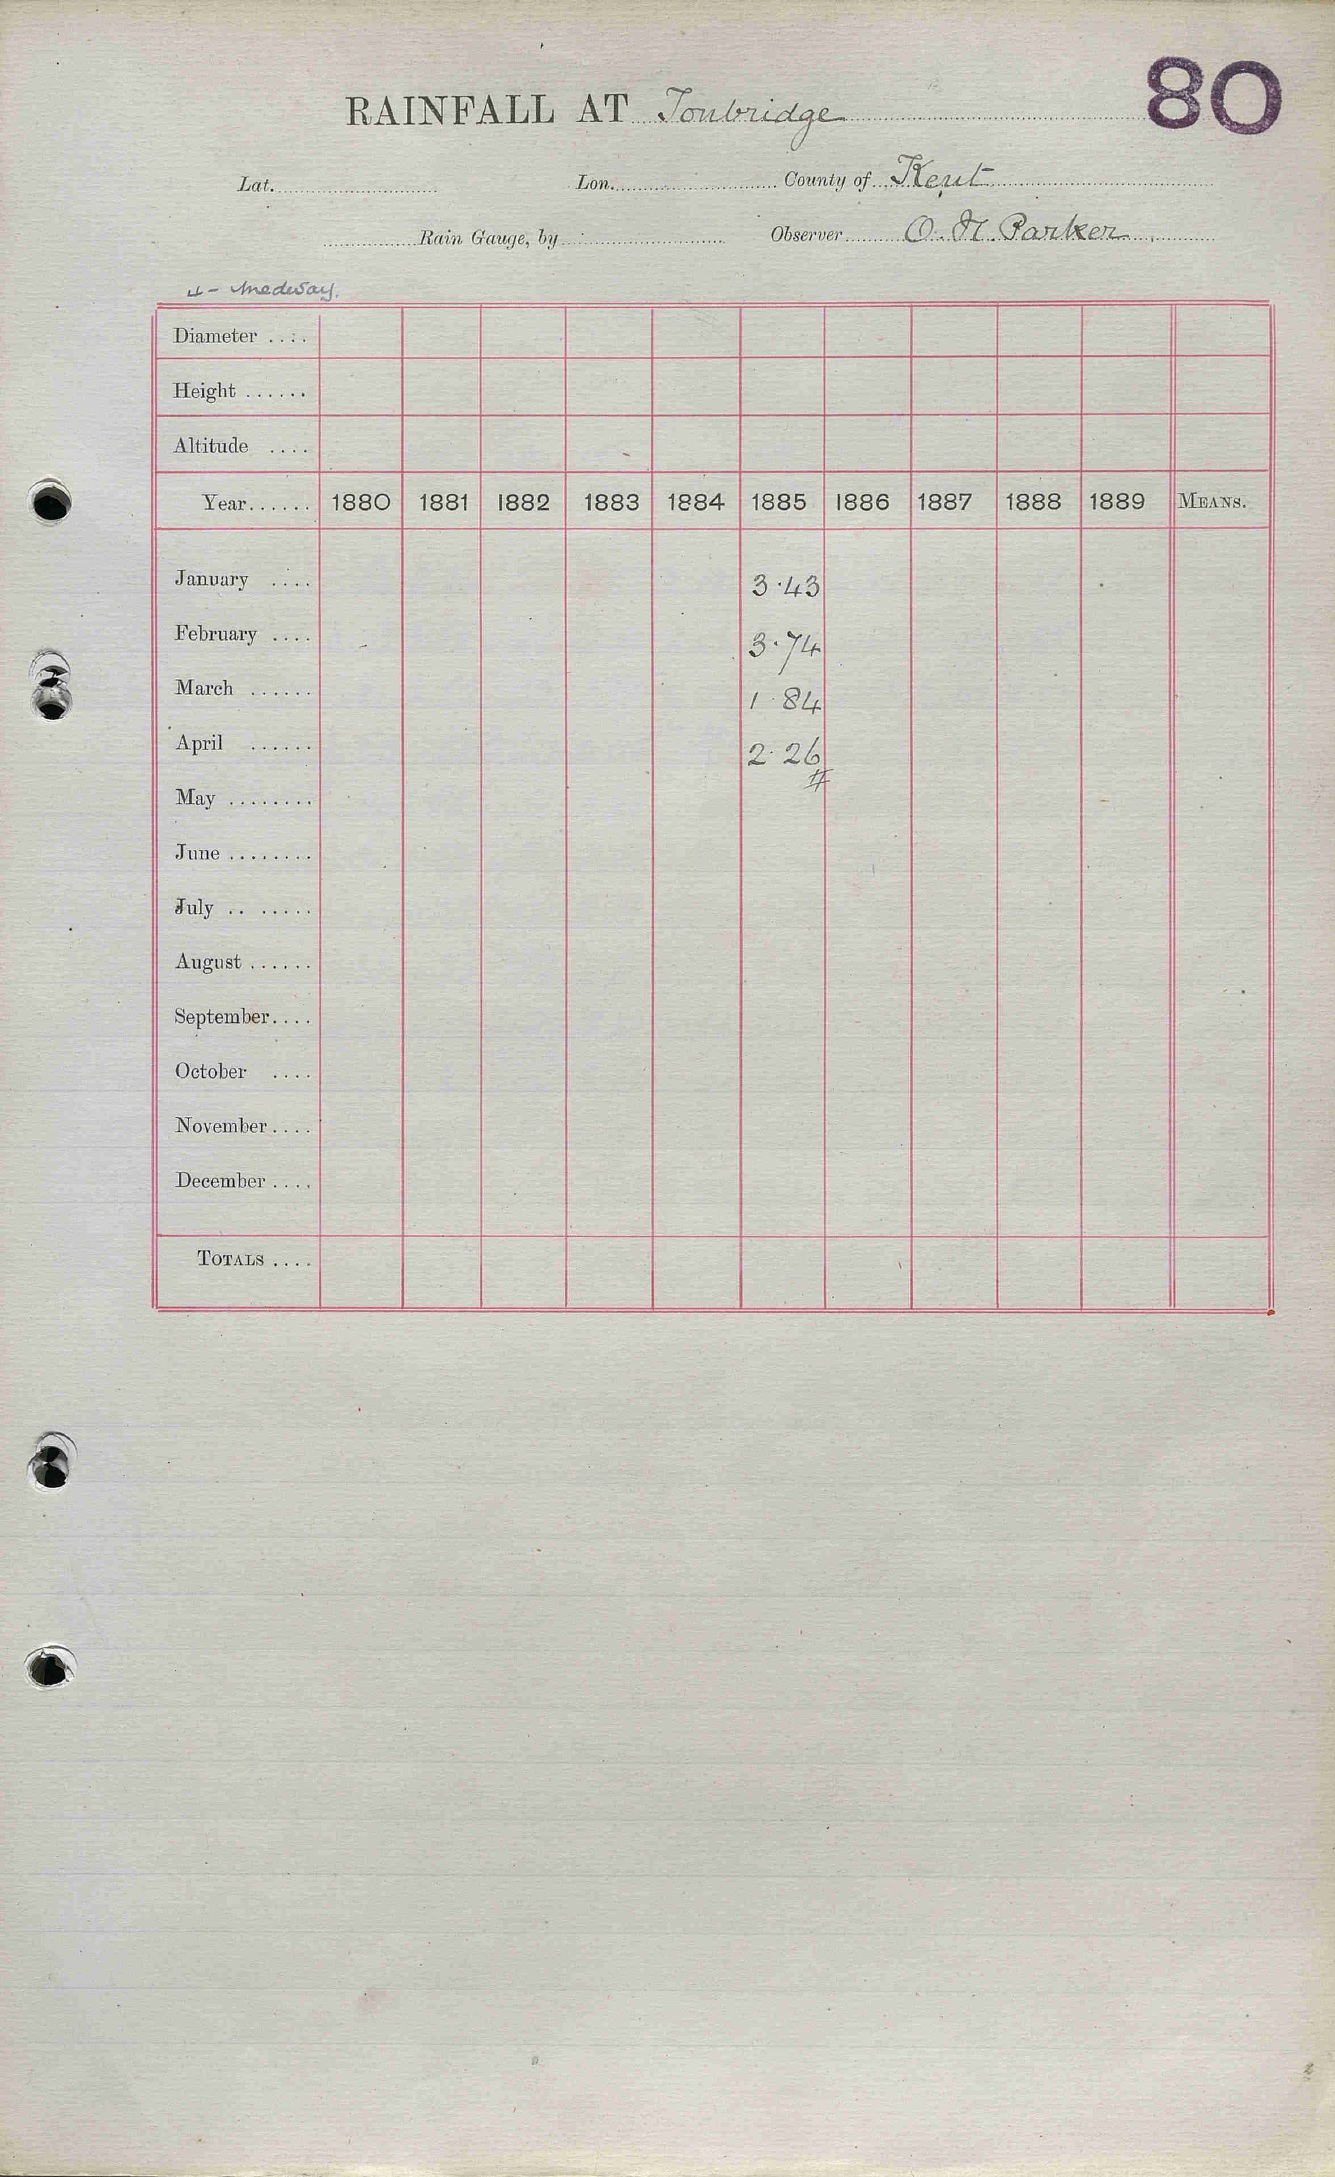 80
RAINFALL AT Tonbridge
Lat. Lon. County of Kent
Rain Gauge, by Observer O. N. Parker
4 - Medway.
Diameter ....
Height ......
Altitude ....
Year...... 1880 1881 1882 1883 1884 1885 1886 1887 1888 1889 MEANS.
January .... 3.43
February .... 3.74
March ...... 1 84
April ...... 2.26
#
May ........
June ........
July .. .....
August ......
September....
October ....
November....
December ....
TOTALS ....